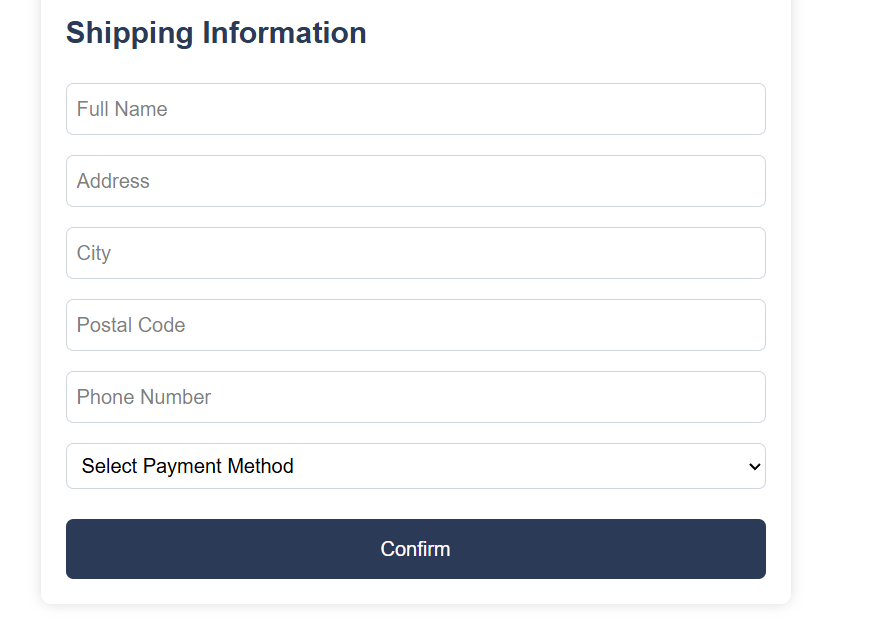 Shipping Information
Full Name
Address
City
Postal Code
Phone Number
Select Payment Method
Confirm